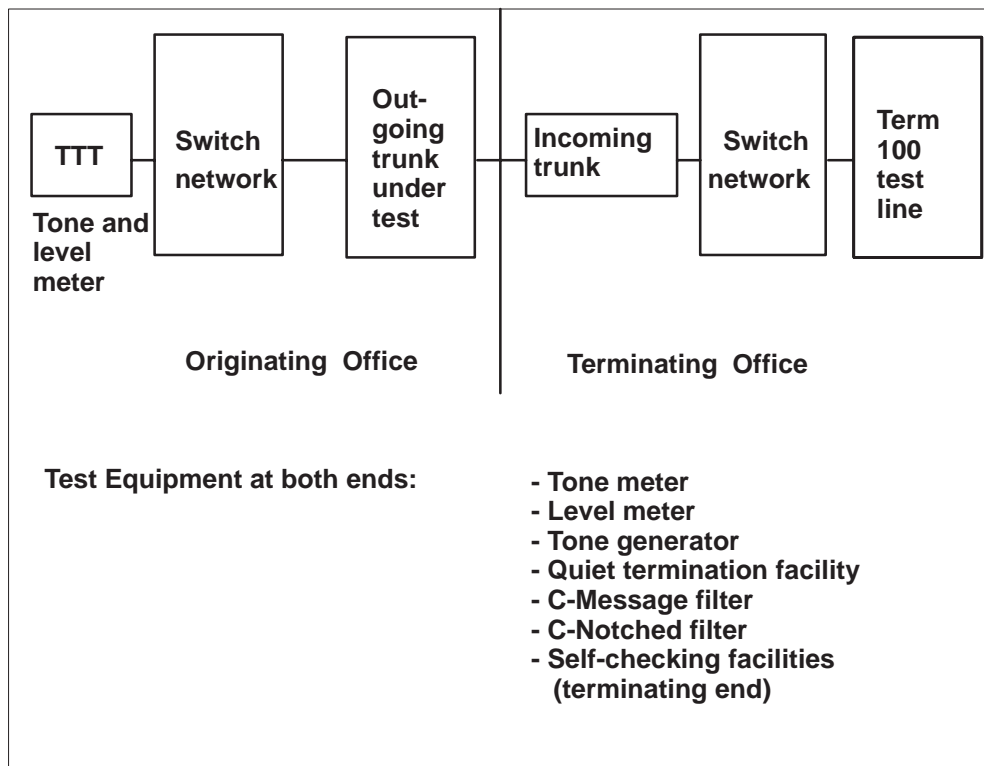 TTT
Tone and
level
meter
Switch
network
Out-
going
trunk
under
test
Incoming
trunk
Switch
network
Term
100
test
line
Originating Office
Terminating Office
Test Equipment at both ends:
- Tone meter
- Level meter
- Tone generator
- Quiet termination facility
- C-Message filter
- C-Notched filter
- Self-checking facilities
(terminating end)